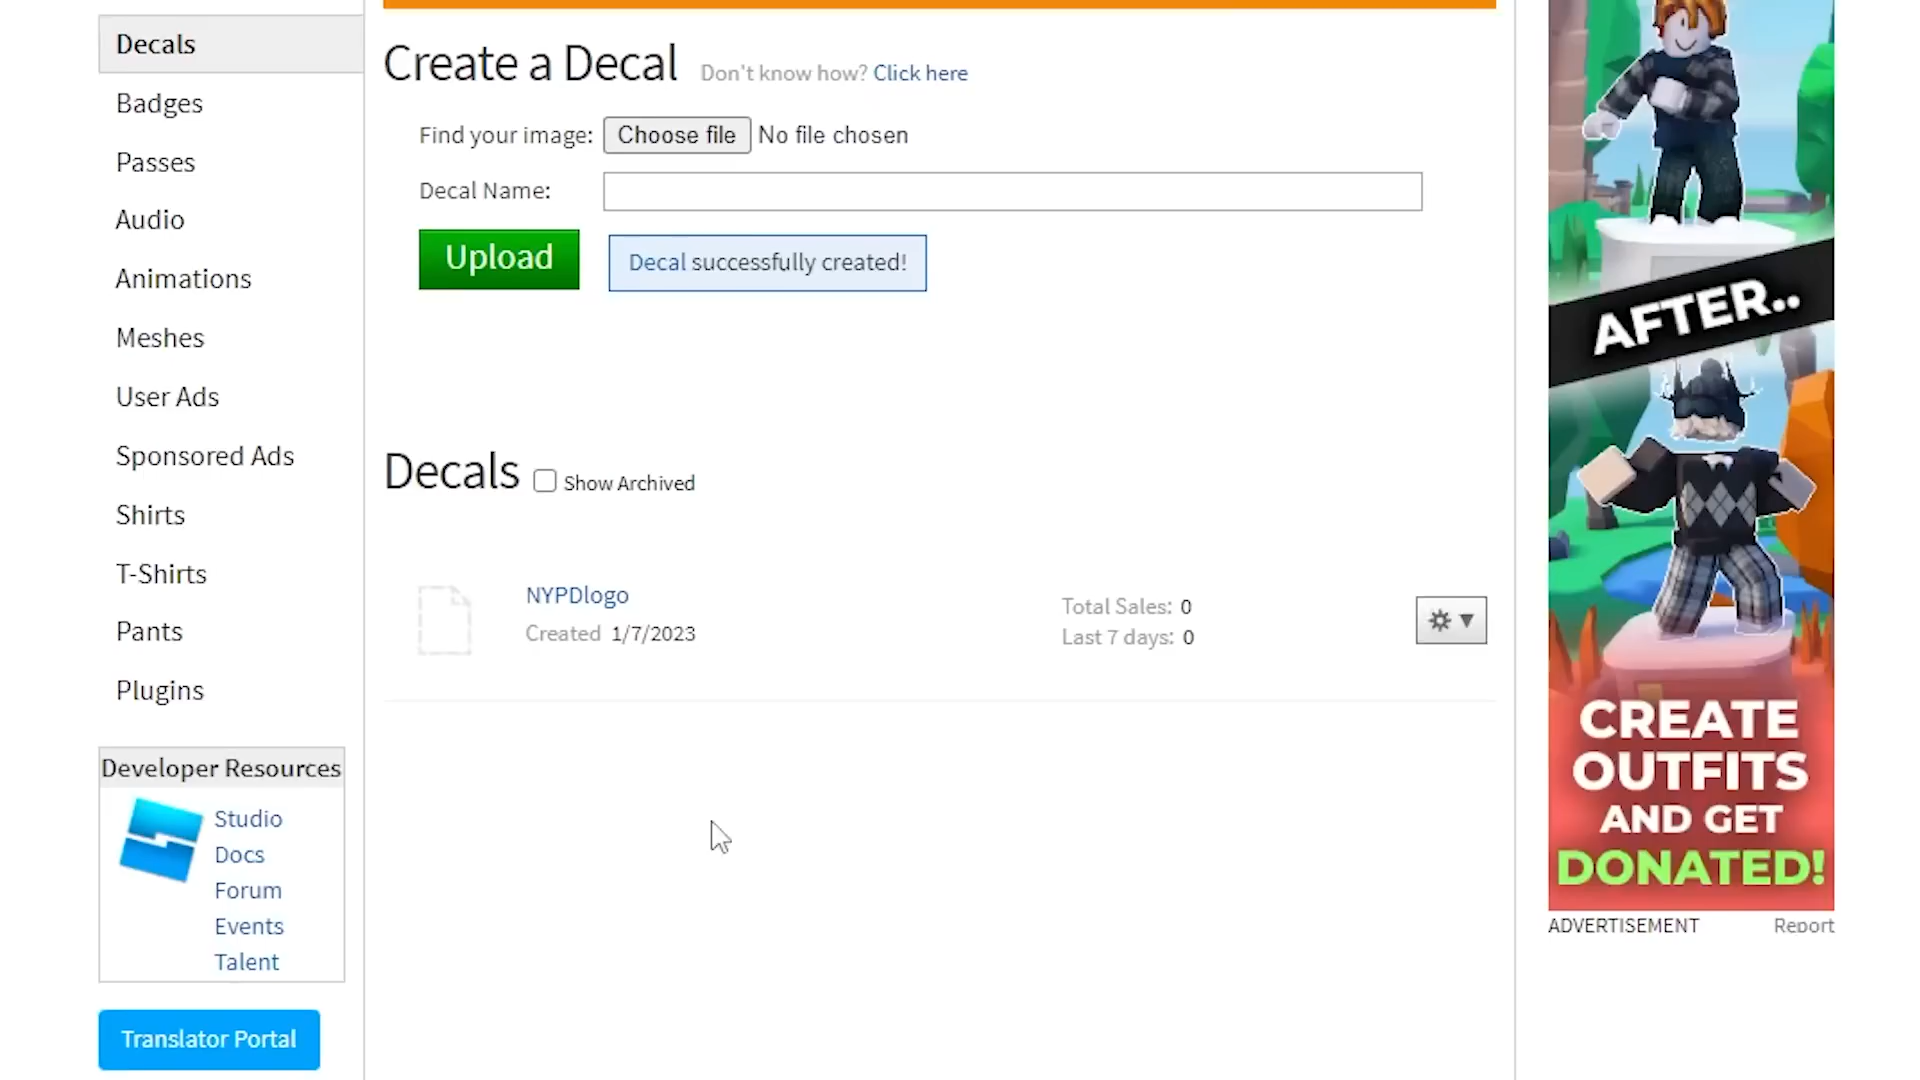 Decals
Badges
Passes
Audio
Animations
Meshes
User Ads
Sponsored Ads
Shirts
T-Shirts
Pants
Plugins
Developer Resources
Studio
Docs
Forum
Events
Talent
Translator Portal
Create a Decal Don't know how? Click here
Find your image: Choose file No file chosen
Decal Name:
Upload Decal successfully created!
Decals Show Archived
NYPDlogo
Created 1/7/2023
Total Sales: 0
Last 7 days: 0
AFTER..
CREATE
OUTFITS
AND GET
DONATED!
ADVERTISEMENT Report